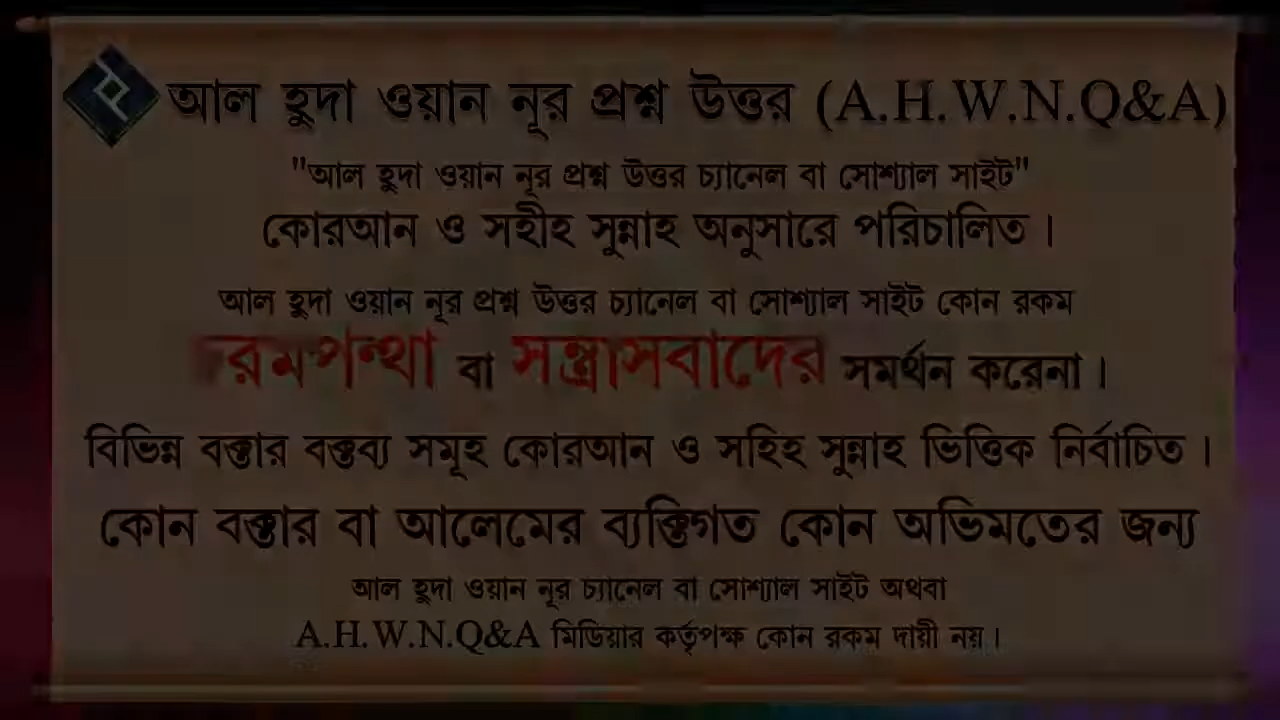 আল হুদা ওয়ান নূর প্রশ্ন উত্তর (A.H.W.N.Q&A)
"আল হুদা ওয়ান নূর প্রশ্ন উত্তর চ্যানেল বা সোশ্যাল সাইট"
কোরআন ও সহীহ সুন্নাহ অনুসারে পরিচালিত।
আল হুদা ওয়ান নূর প্রশ্ন উত্তর চ্যানেল বা সোশ্যাল সাইট কোন রকম
চরমপন্থা বা সন্ত্রাসবাদের সমর্থন করেনা।
বিভিন্ন বক্তার বক্তব্য সমূহ কোরআন ও সহিহ সুন্নাহ ভিত্তিক নির্বাচিত।
কোন বক্তার বা আলেমের ব্যক্তিগত কোন অভিমতের জন্য
আল হুদা ওয়ান নূর চ্যানেল বা সোশ্যাল সাইট অথবা
A.H.W.N.Q&A মিডিয়ার কর্তৃপক্ষ কোন রকম দায়ী নয়।